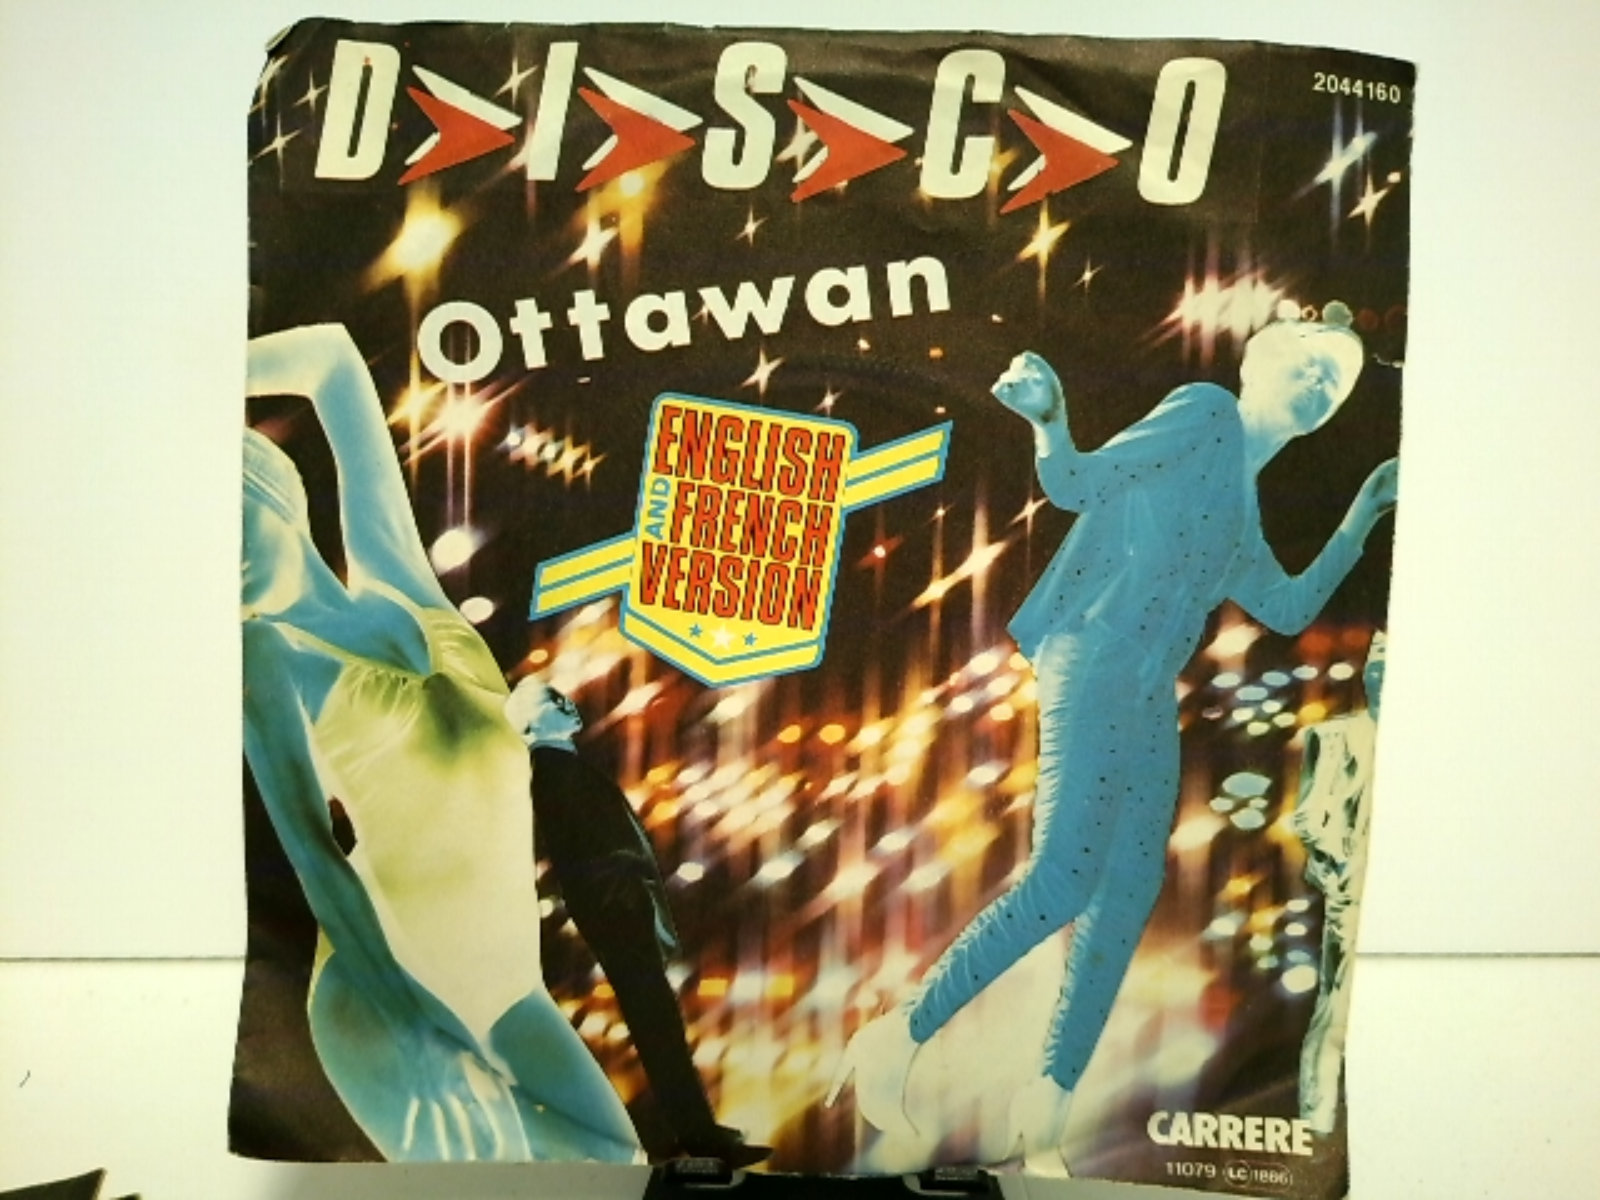 D I S C O
2044160
Ottawan
ENGLISH
AND FRENCH
VERSION
CARRERE
11079 LC 1886